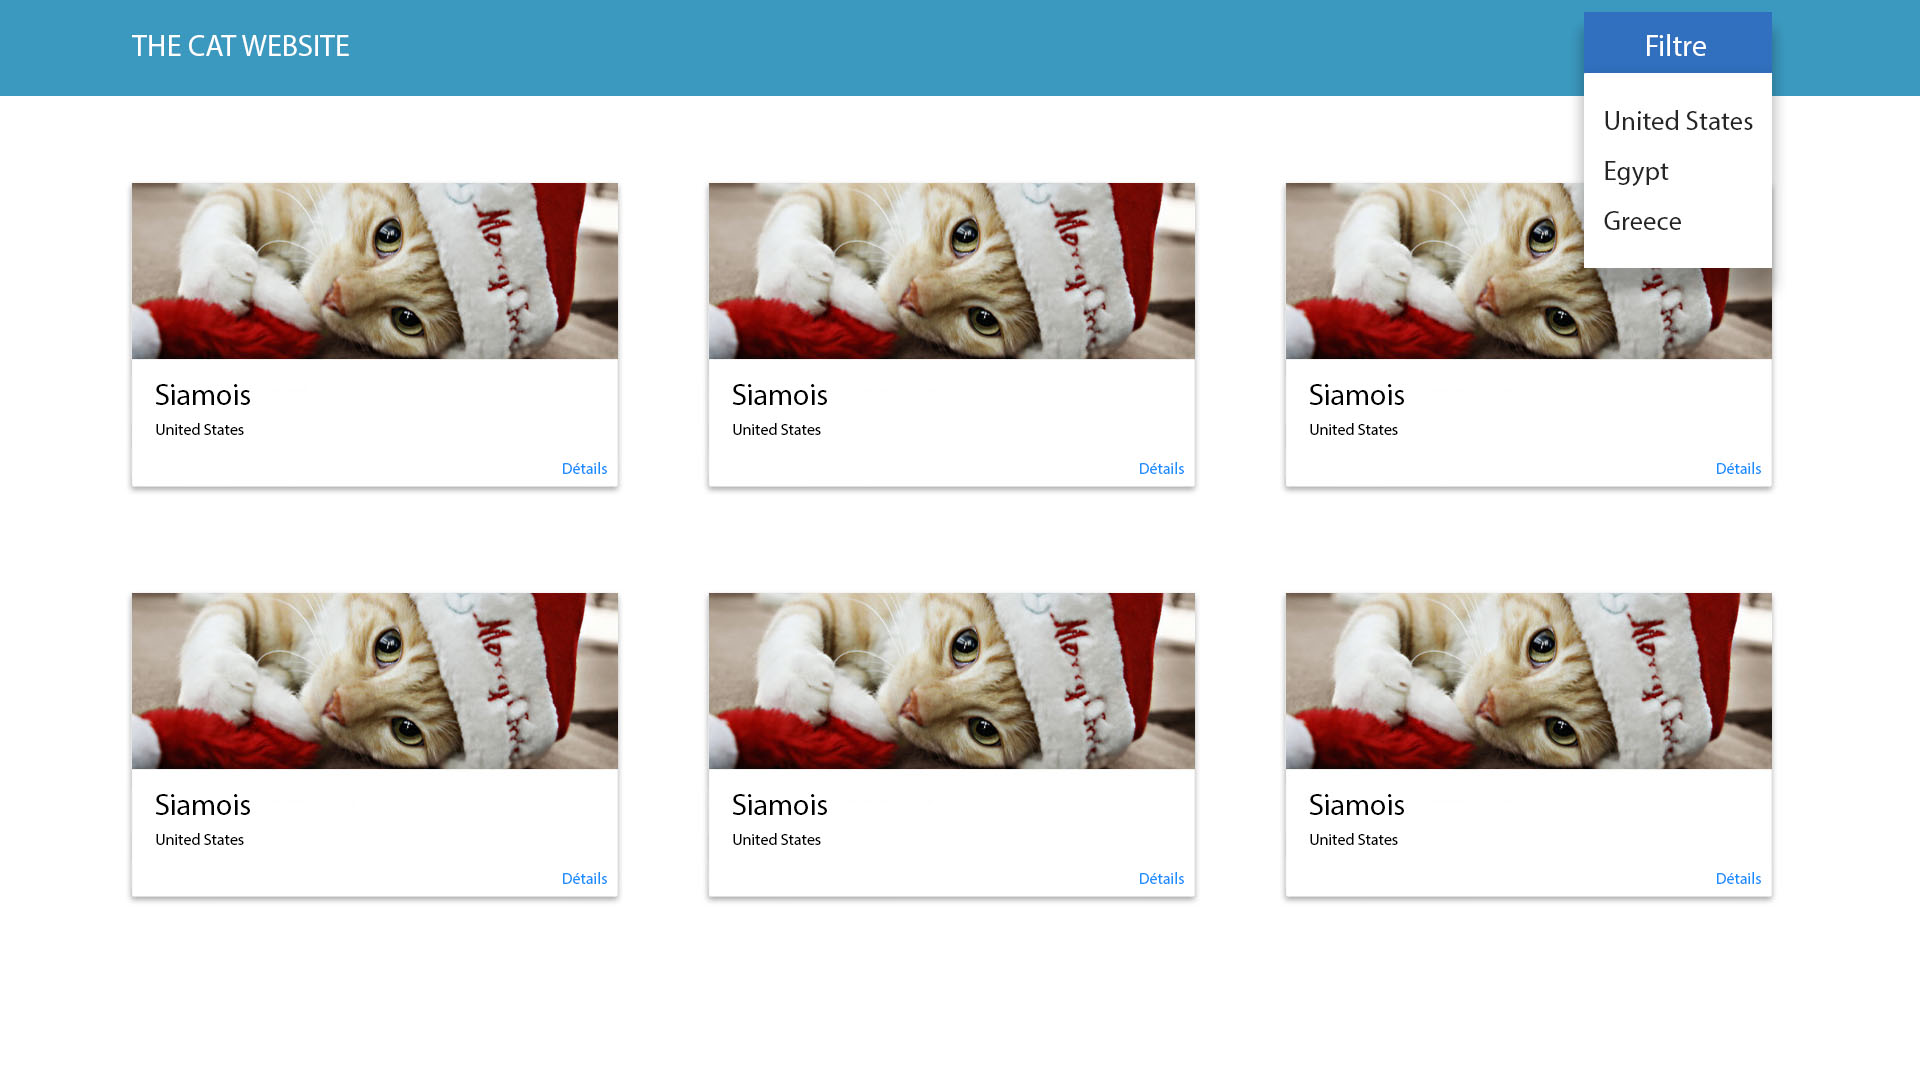 THE CAT WEBSITE
Filtre
United States
Egypt
Greece
Siamois
United States
Détails
Siamois
United States
Détails
Siamois
United States
Détails
Siamois
United States
Détails
Siamois
United States
Détails
Siamois
United States
Détails